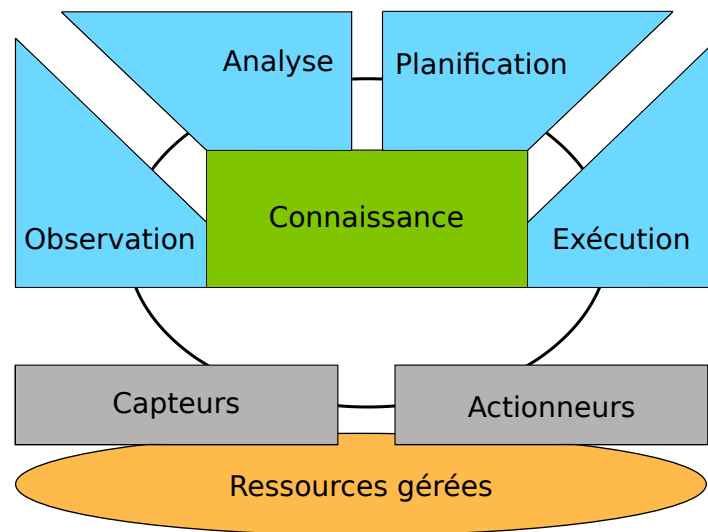 Analyse
Planification
Observation
Connaissance
Exécution
Capteurs
Actionneurs
Ressources gérées